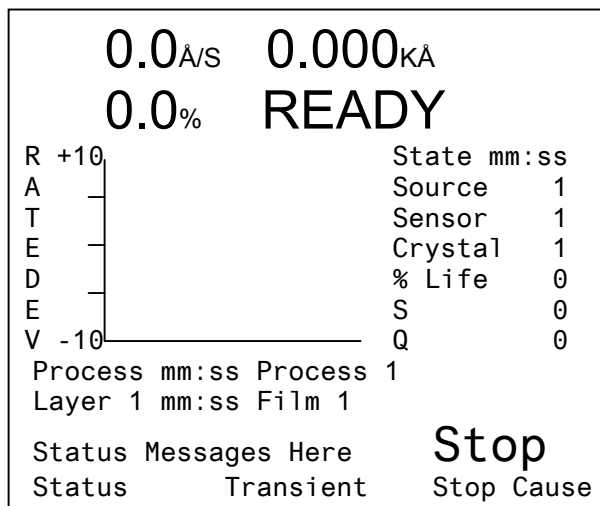 0.0Å/S 0.000KÅ
0.0% READY
RATEDEV
+10
-10
State mm:ss
Source 1
Sensor 1
Crystal 1
% Life 0
S 0
Q 0
Process mm:ss Process 1
Layer 1 mm:ss Film 1
Status Messages Here Stop
Status Transient Stop Cause